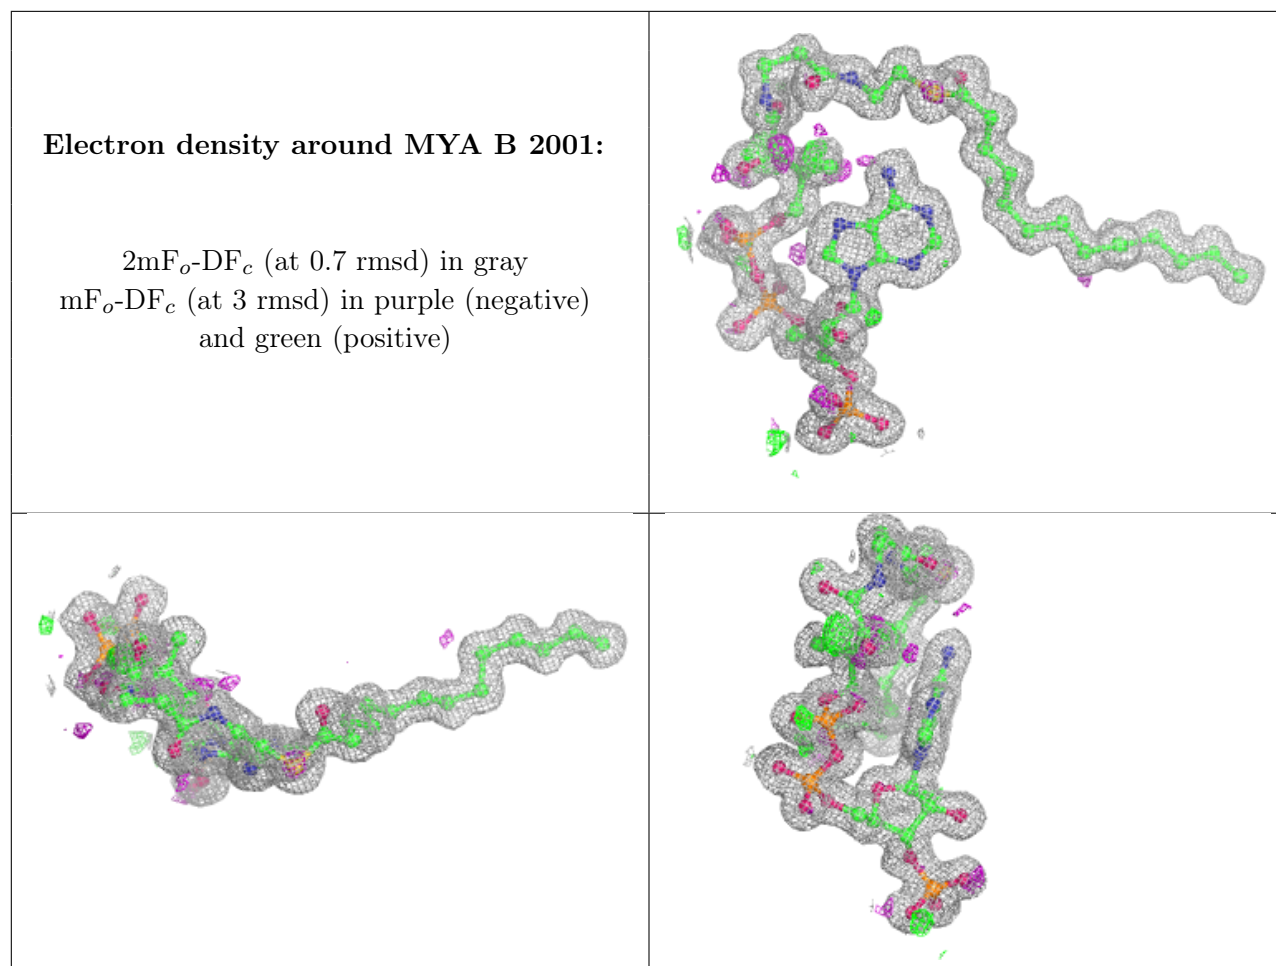 Electron density around MYA B 2001:
2mFo-DFc (at 0.7 rmsd) in gray
mFo-DFc (at 3 rmsd) in purple (negative)
and green (positive)